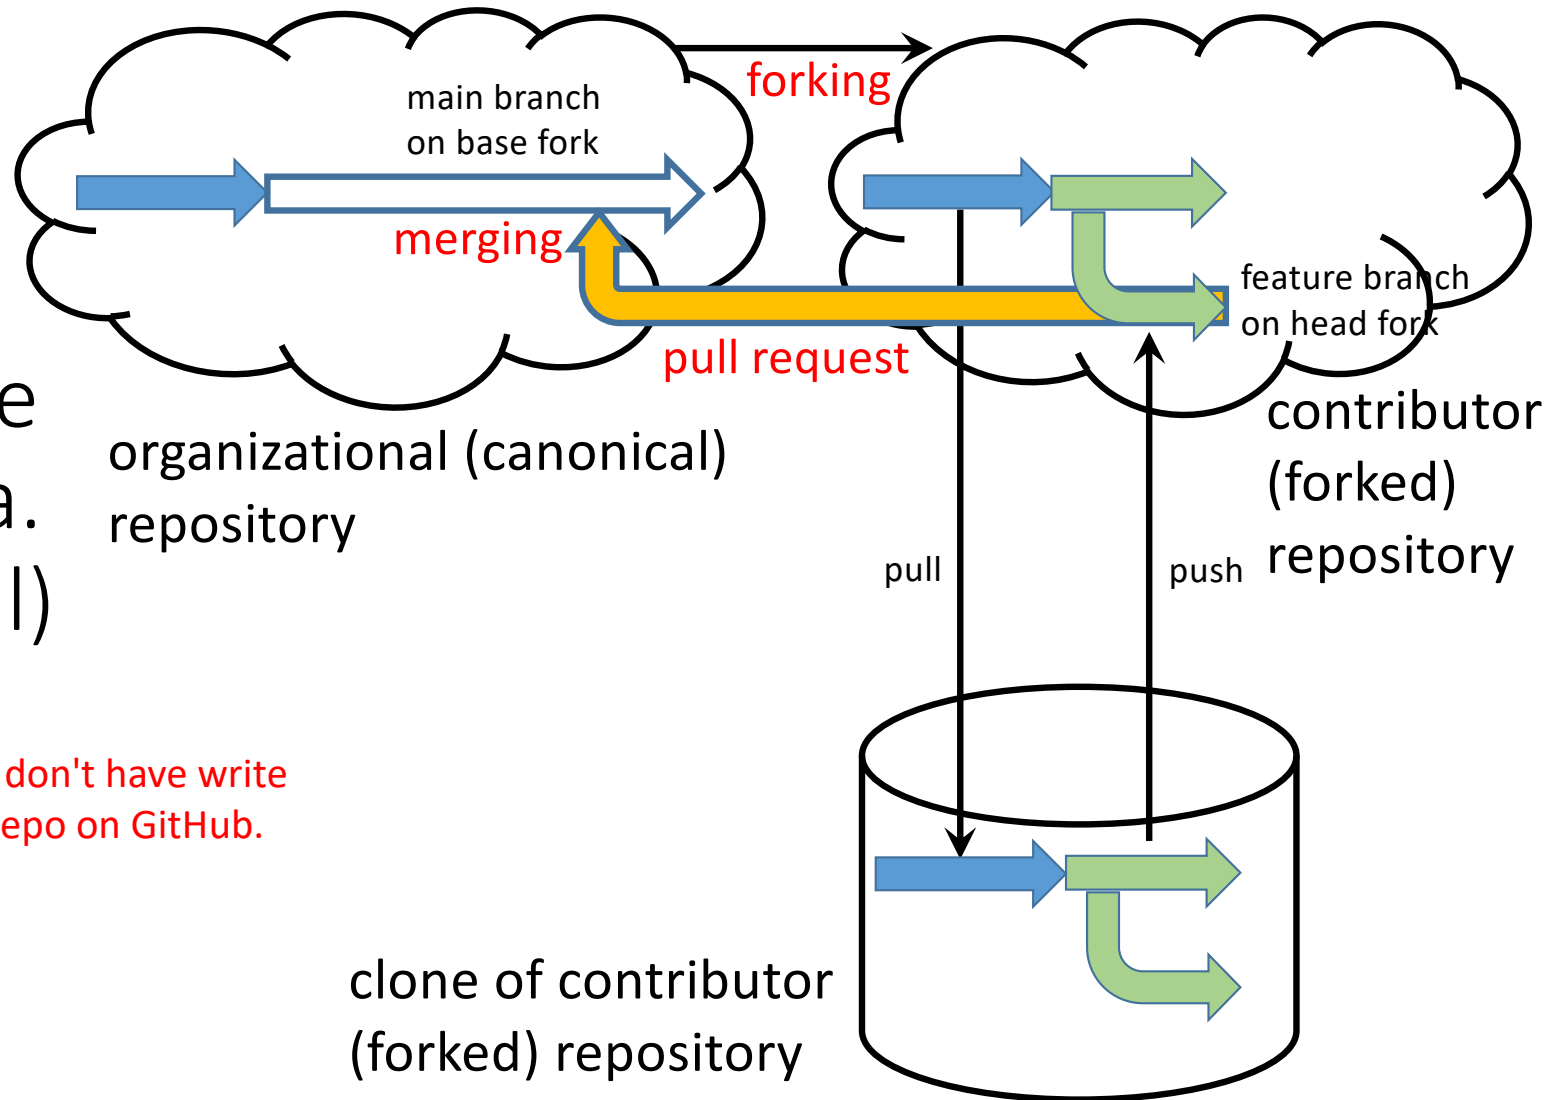 forking
main branch
on base fork
merging
feature branch
on head fork
pull request
e
a.
l)
organizational (canonical)
repository
contributor
(forked)
repository
pull
push
don't have write
epo on GitHub.
clone of contributor
(forked) repository